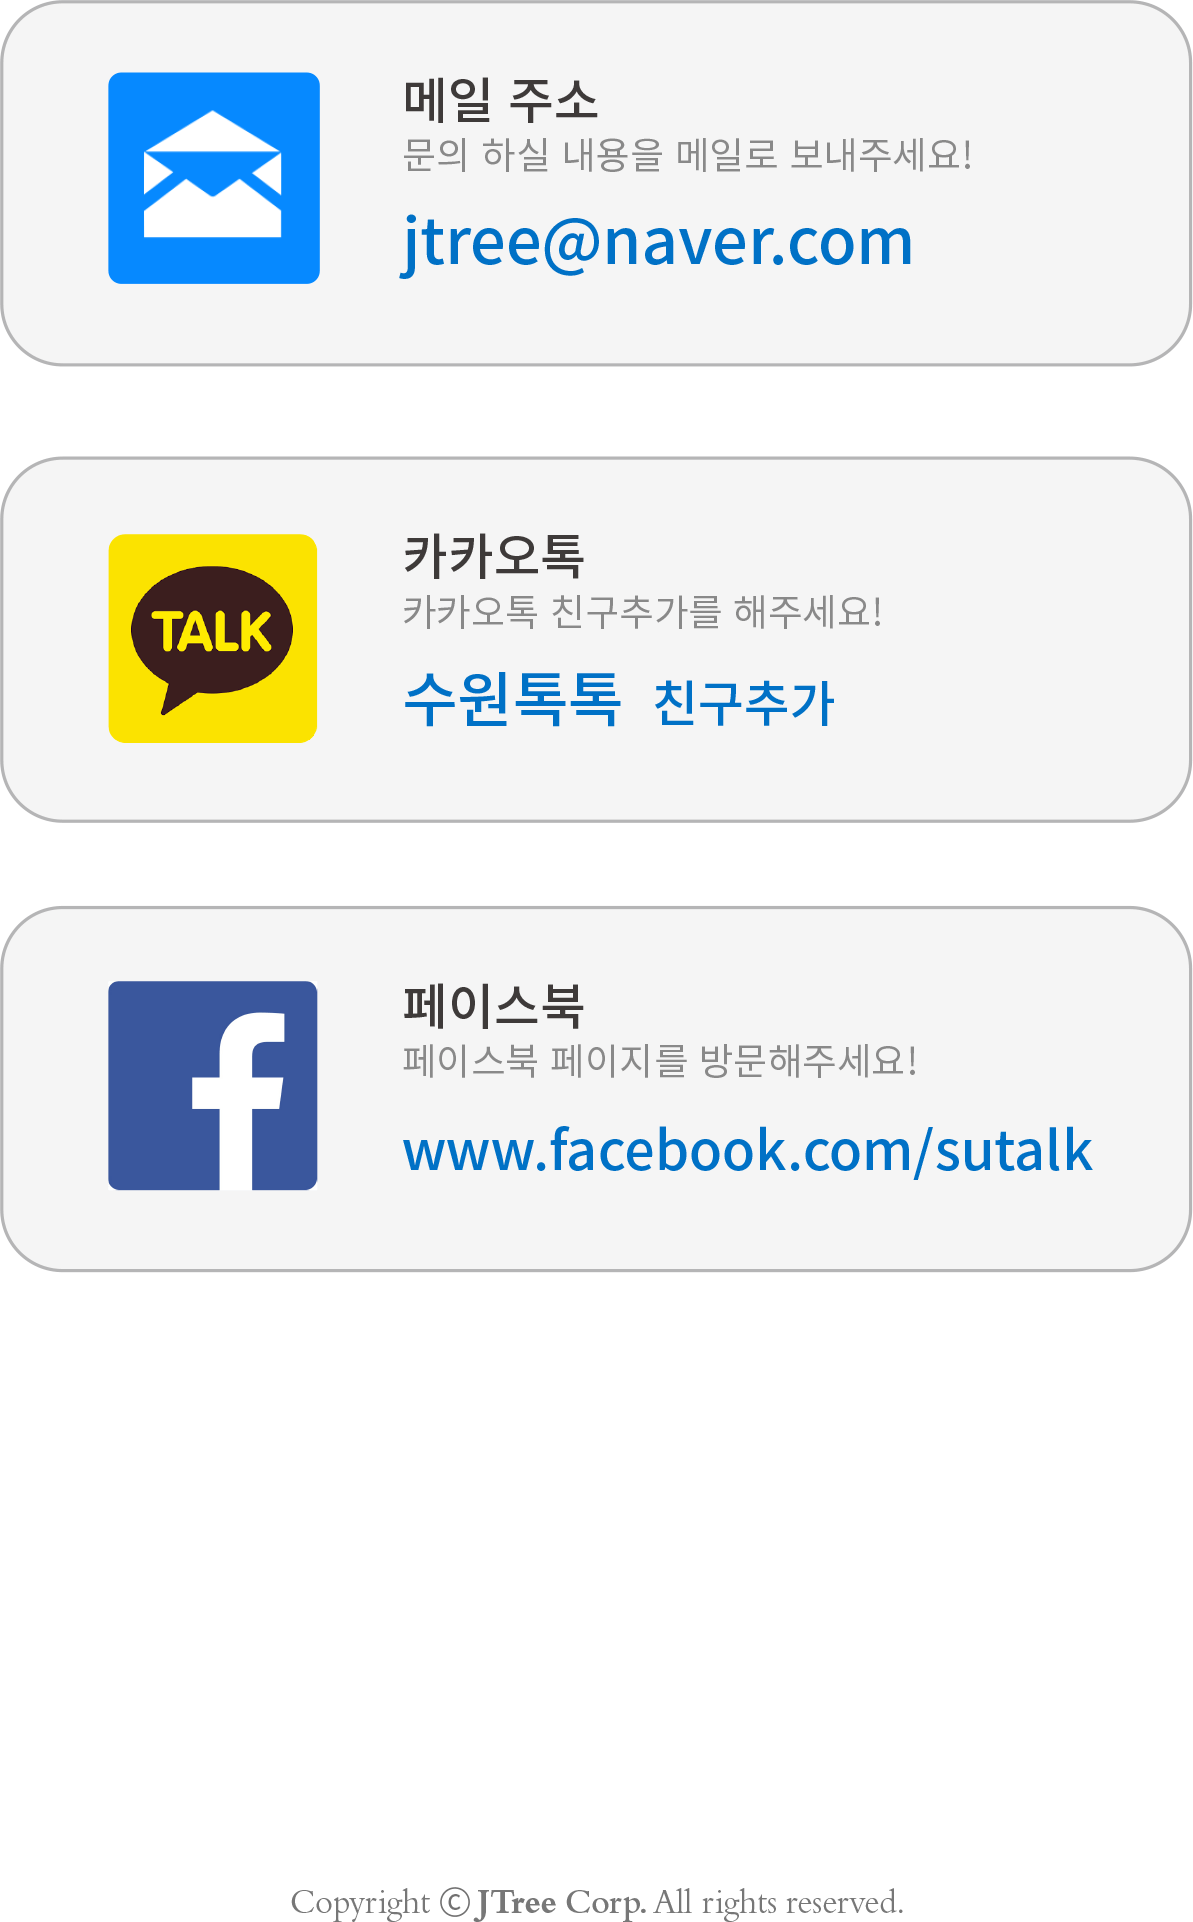 메일 주소
문의 하실 내용을 메일로 보내주세요!
jtree@naver.com
TALK
카카오톡
카카오톡 친구추가를 해주세요!
수원톡톡 친구추가
페이스북
페이스북 페이지를 방문해주세요!
www.facebook.com/sutalk
Copyright ⓒ JTree Corp. All rights reserved.